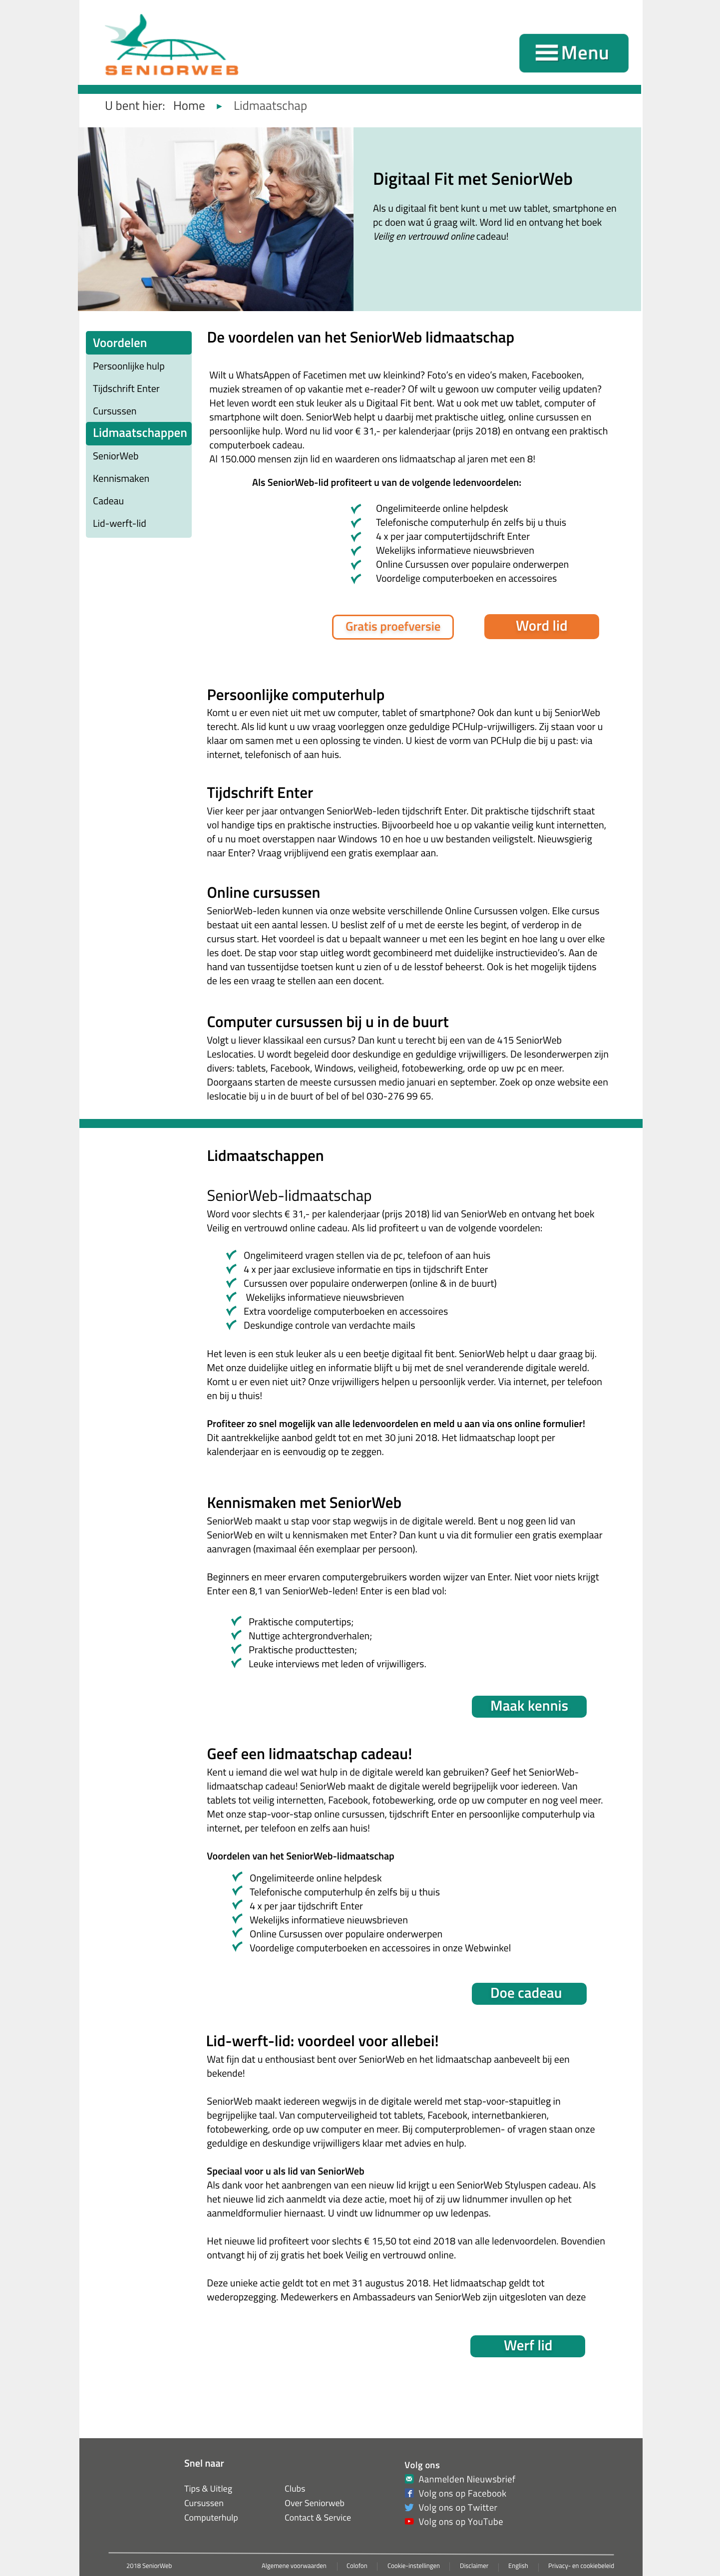 SENIORWEB
Menu
U bent hier: Home ► Lidmaatschap
Digitaal Fit met SeniorWeb
Als u digitaal fit bent kunt u met uw tablet, smartphone en
pc doen wat ú graag wilt. Word lid en ontvang het boek
Veilig en vertrouwd online cadeau!
Voordelen
Persoonlijke hulp
Tijdschrift Enter
Cursussen
Lidmaatschappen
SeniorWeb
Kennismaken
Cadeau
Lid-werft-lid
De voordelen van het SeniorWeb lidmaatschap
Wilt u WhatsAppen of Facetimen met uw kleinkind? Foto's en video's maken, Facebooken,
muziek streamen of op vakantie met e-reader? Of wilt u gewoon uw computer veilig updaten?
Het leven wordt een stuk leuker als u Digitaal Fit bent. Wat u ook met uw tablet, computer of
smartphone wilt doen. SeniorWeb helpt u daarbij met praktische uitleg, online cursussen en
persoonlijke hulp. Word nu lid voor € 31,- per kalenderjaar (prijs 2018) en ontvang een praktisch
computerboek cadeau.
Al 150.000 mensen zijn lid en waarderen ons lidmaatschap al jaren met een 8!
Als SeniorWeb-lid profiteert u van de volgende ledenvoordelen:
Ongelimiteerde online helpdesk
Telefonische computerhulp én zelfs bij u thuis
4 x per jaar computertijdschrift Enter
Wekelijks informatieve nieuwsbrieven
Online Cursussen over populaire onderwerpen
Voordelige computerboeken en accessoires
Gratis proefversie
Word lid
Persoonlijke computerhulp
Komt u er even niet uit met uw computer, tablet of smartphone? Ook dan kunt u bij SeniorWeb
terecht. Als lid kunt u uw vraag voorleggen onze geduldige PCHulp-vrijwilligers. Zij staan voor u
klaar om samen met u een oplossing te vinden. U kiest de vorm van PCHulp die bij u past: via
internet, telefonisch of aan huis.
Tijdschrift Enter
Vier keer per jaar ontvangen SeniorWeb-leden tijdschrift Enter. Dit praktische tijdschrift staat
vol handige tips en praktische instructies. Bijvoorbeeld hoe u op vakantie veilig kunt internetten,
of u nu moet overstappen naar Windows 10 en hoe u uw bestanden veiligstelt. Nieuwsgierig
naar Enter? Vraag vrijblijvend een gratis exemplaar aan.
Online cursussen
SeniorWeb-leden kunnen via onze website verschillende Online Cursussen volgen. Elke cursus
bestaat uit een aantal lessen. U beslist zelf of u met de eerste les begint, of verderop in de
cursus start. Het voordeel is dat u bepaalt wanneer u met een les begint en hoe lang u over elke
les doet. De stap voor stap uitleg wordt gecombineerd met duidelijke instructievideo's. Aan de
hand van tussentijdse toetsen kunt u zien of u de lesstof beheerst. Ook is het mogelijk tijdens
de les een vraag te stellen aan een docent.
Computer cursussen bij u in de buurt
Volgt u liever klassikaal een cursus? Dan kunt u terecht bij een van de 415 SeniorWeb
Leslocaties. U wordt begeleid door deskundige en geduldige vrijwilligers. De lesonderwerpen zijn
divers: tablets, Facebook, Windows, veiligheid, fotobewerking, orde op uw pc en meer.
Doorgaans starten de meeste cursussen medio januari en september. Zoek op onze website een
leslocatie bij u in de buurt of bel of bel 030-276 99 65.
Lidmaatschappen
SeniorWeb-lidmaatschap
Word voor slechts € 31,- per kalenderjaar (prijs 2018) lid van SeniorWeb en ontvang het boek
Veilig en vertrouwd online cadeau. Als lid profiteert u van de volgende voordelen:
Ongelimiteerd vragen stellen via de pc, telefoon of aan huis
4 x per jaar exclusieve informatie en tips in tijdschrift Enter
Cursussen over populaire onderwerpen (online & in de buurt)
Wekelijks informatieve nieuwsbrieven
Extra voordelige computerboeken en accessoires
Deskundige controle van verdachte mails
Het leven is een stuk leuker als u een beetje digitaal fit bent. SeniorWeb helpt u daar graag bij.
Met onze duidelijke uitleg en informatie blijft u bij met de snel veranderende digitale wereld.
Komt u er even niet uit? Onze vrijwilligers helpen u persoonlijk verder. Via internet, per telefoon
en bij u thuis!
Profiteer zo snel mogelijk van alle ledenvoordelen en meld u aan via ons online formulier!
Dit aantrekkelijke aanbod geldt tot en met 30 juni 2018. Het lidmaatschap loopt per
kalenderjaar en is eenvoudig op te zeggen.
Kennismaken met SeniorWeb
SeniorWeb maakt u stap voor stap wegwijs in de digitale wereld. Bent u nog geen lid van
SeniorWeb en wilt u kennismaken met Enter? Dan kunt u via dit formulier een gratis exemplaar
aanvragen (maximaal één exemplaar per persoon).
Beginners en meer ervaren computergebruikers worden wijzer van Enter. Niet voor niets krijgt
Enter een 8,1 van SeniorWeb-leden! Enter is een blad vol:
Praktische computertips;
Nuttige achtergrondverhalen;
Praktische producttesten;
Leuke interviews met leden of vrijwilligers.
Maak kennis
Geef een lidmaatschap cadeau!
Kent u iemand die wel wat hulp in de digitale wereld kan gebruiken? Geef het SeniorWeb-
lidmaatschap cadeau! SeniorWeb maakt de digitale wereld begrijpelijk voor iedereen. Van
tablets tot veilig internetten, Facebook, fotobewerking, orde op uw computer en nog veel meer.
Met onze stap-voor-stap online cursussen, tijdschrift Enter en persoonlijke computerhulp via
internet, per telefoon en zelfs aan huis!
Voordelen van het SeniorWeb-lidmaatschap
Ongelimiteerde online helpdesk
Telefonische computerhulp én zelfs bij u thuis
4 x per jaar tijdschrift Enter
Wekelijks informatieve nieuwsbrieven
Online Cursussen over populaire onderwerpen
Voordelige computerboeken en accessoires in onze Webwinkel
Doe cadeau
Lid-werft-lid: voordeel voor allebei!
Wat fijn dat u enthousiast bent over SeniorWeb en het lidmaatschap aanbeveelt bij een
bekende!
SeniorWeb maakt iedereen wegwijs in de digitale wereld met stap-voor-stapuitleg in
begrijpelijke taal. Van computerveiligheid tot tablets, Facebook, internetbankieren,
fotobewerking, orde op uw computer en meer. Bij computerproblemen- of vragen staan onze
geduldige en deskundige vrijwilligers klaar met advies en hulp.
Speciaal voor u als lid van SeniorWeb
Als dank voor het aanbrengen van een nieuw lid krijgt u een SeniorWeb Styluspen cadeau. Als
het nieuwe lid zich aanmeldt via deze actie, moet hij of zij uw lidnummer invullen op het
aanmeldformulier hiernaast. U vindt uw lidnummer op uw ledenpas.
Het nieuwe lid profiteert voor slechts € 15,50 tot eind 2018 van alle ledenvoordelen. Bovendien
ontvangt hij of zij gratis het boek Veilig en vertrouwd online.
Deze unieke actie geldt tot en met 31 augustus 2018. Het lidmaatschap geldt tot
wederopzegging. Medewerkers en Ambassadeurs van SeniorWeb zijn uitgesloten van deze
Werf lid
Snel naar
Tips & Uitleg
Cursussen
Computerhulp
Clubs
Over Seniorweb
Contact & Service
Volg ons
Aanmelden Nieuwsbrief
Volg ons op Facebook
Volg ons op Twitter
Volg ons op YouTube
2018 SeniorWeb
Algemene voorwaarden | Colofon | Cookie-instellingen | Disclaimer | English | Privacy- en cookiebeleid